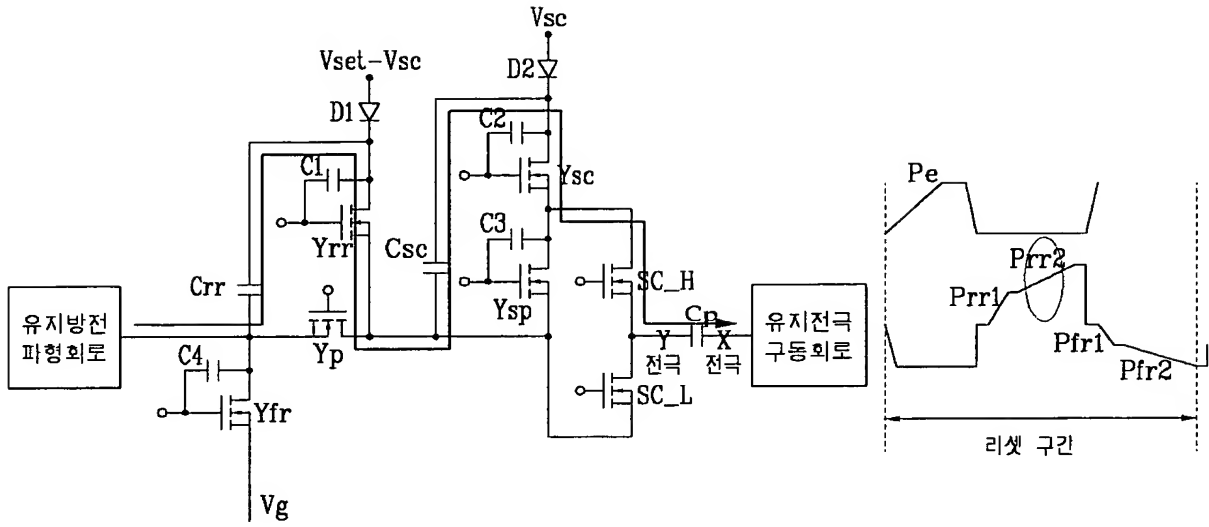 Vsc
Vset-Vsc
D2
D1
C2
C1
Ysc
Pe
C3
Yrr
Csc
Prr2
Crr
Ysp
SC_H
Prr1
유지방전
파형회로
Cp
유지전극
구동회로
Yp
Y
전극
X
전극
Pfr1
C4
Pfr2
Yfr
SC_L
리셋 구간
Vg